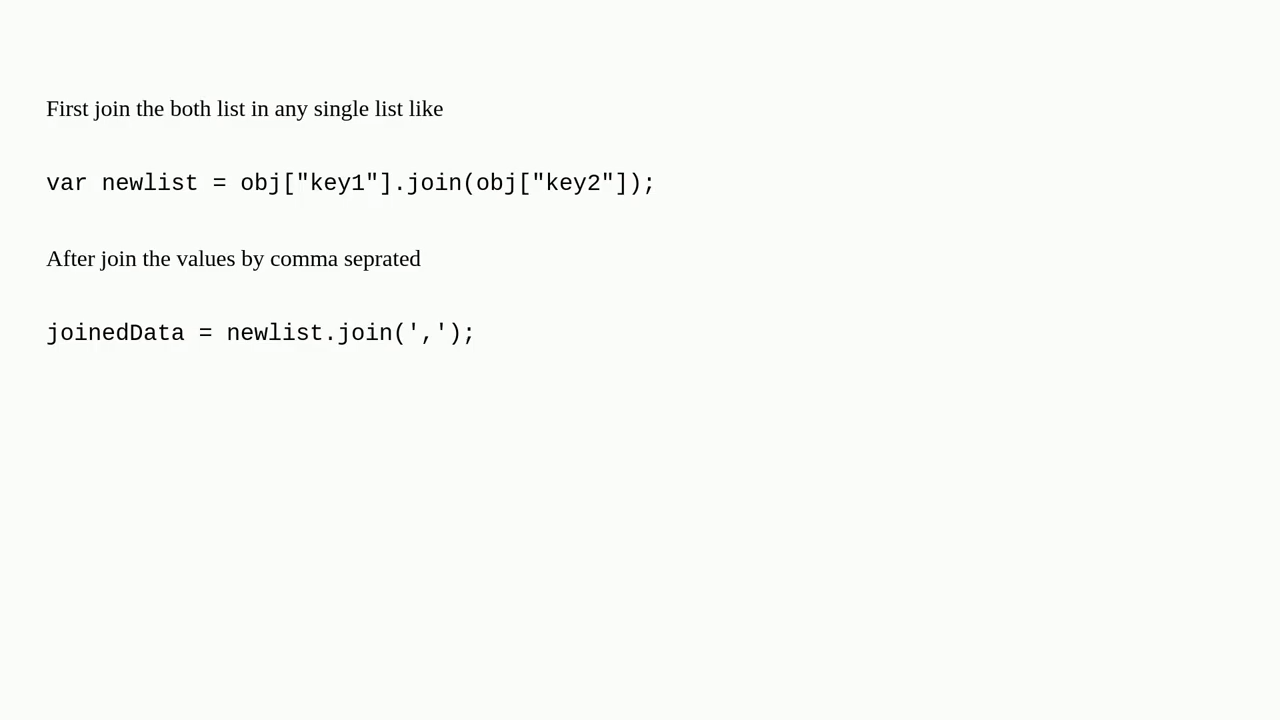 First join the both list in any single list like
var newlist = obj["key1"].join(obj["key2"]);
After join the values by comma seprated
joinedData = newlist.join(',');